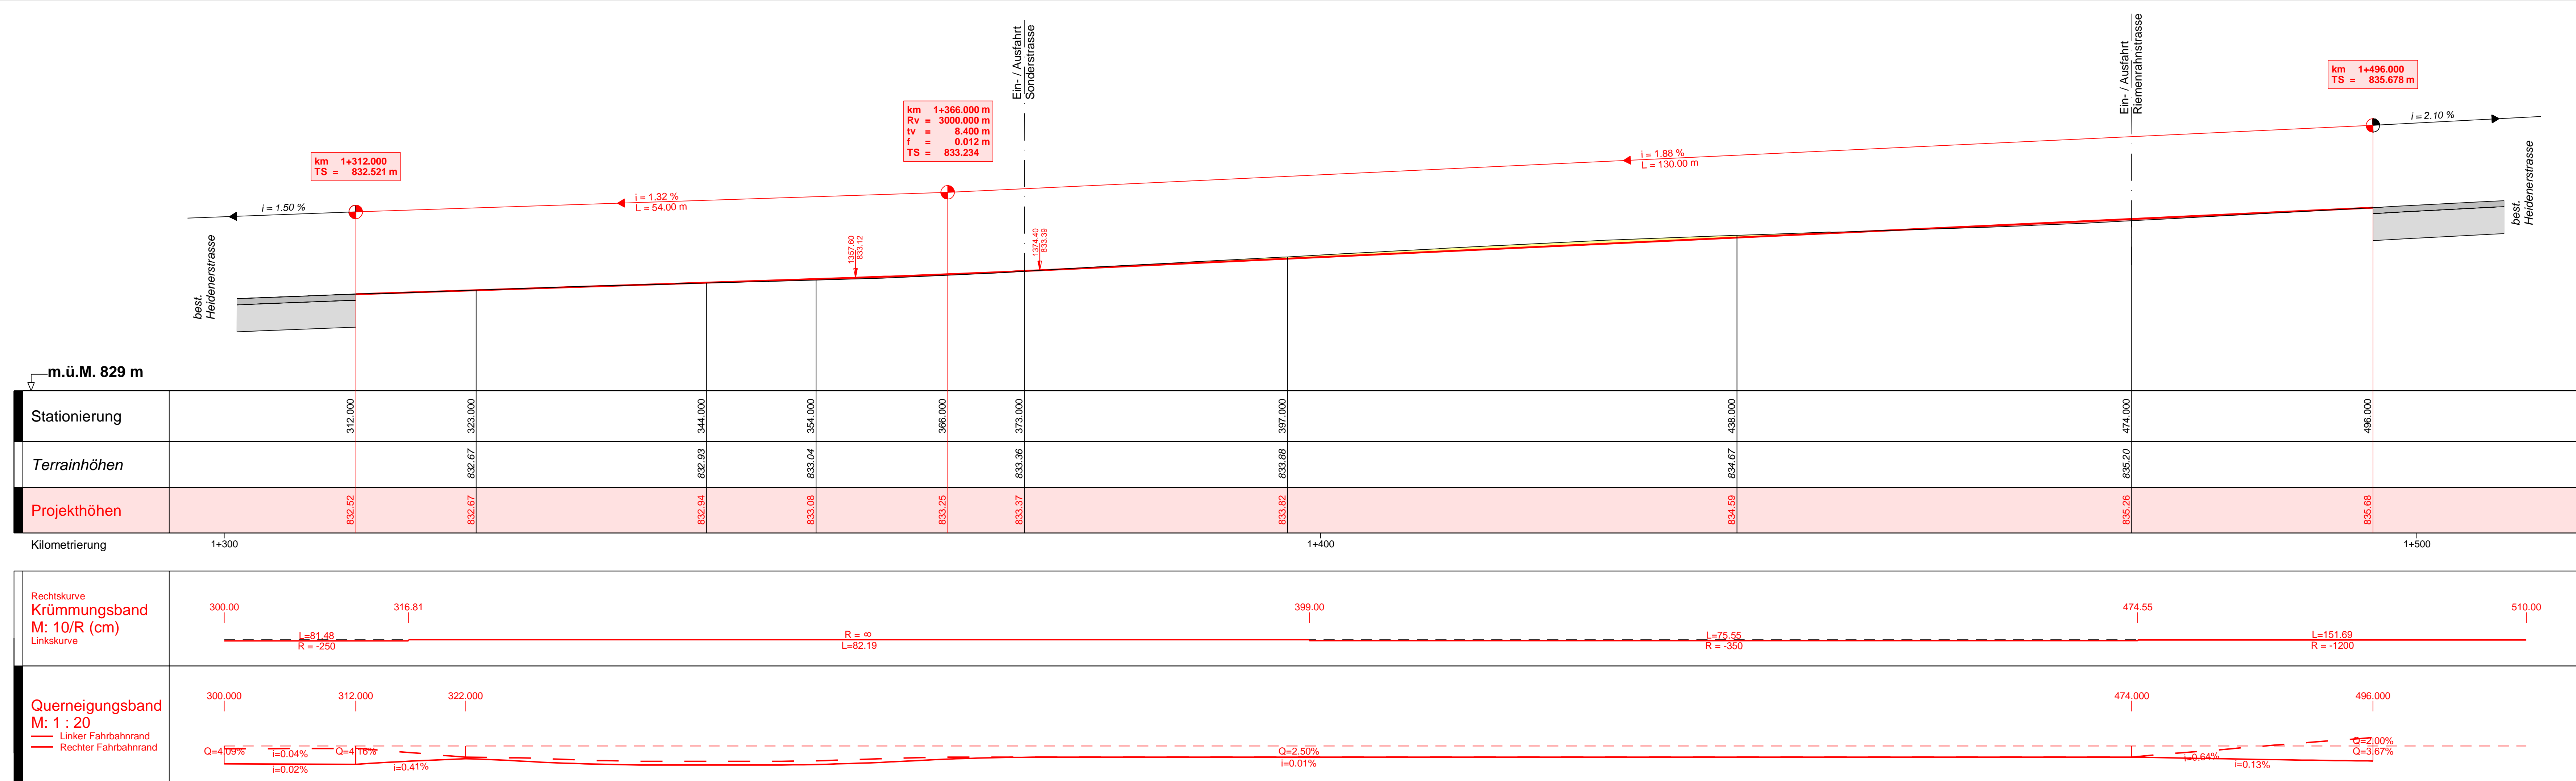 Ein- / Ausfahrt
Sonderstrasse
Ein- / Ausfahrt
Riemenrahnstrasse
km 1+496.000
TS = 835.678 m
km 1+366.000 m
Rv = 3000.000 m
tv = 8.400 m
f = 0.012 m
TS = 833.234
km 1+312.000
TS = 832.521 m
i = 2.10 %
i = 1.88 %
L = 130.00 m
i = 1.32 %
L = 54.00 m
i = 1.50 %
best.
Heidenerstrasse
1357.60
833.12
1374.40
833.39
best.
Heidenerstrasse
m.ü.M. 829 m
Stationierung 312.000 323.000 344.000 354.000 366.000 373.000 397.000 438.000 474.000 496.000
Terrainhöhen 832.67 832.93 833.04 833.36 833.88 834.67 835.20
Projekthöhen 832.52 832.67 832.94 833.08 833.25 833.37 833.82 834.59 835.26 835.68
Kilometrierung 1+300 1+400 1+500
Rechtskurve
Krümmungsband
M: 10/R (cm)
Linkskurve
300.00 316.81 399.00 474.55 510.00
L=81.48 R = ∞ L=75.55 L=151.69
R = -250 L=82.19 R = -350 R = -1200
Querneigungsband
M: 1 : 20
Linker Fahrbahnrand
Rechter Fahrbahnrand
300.000 312.000 322.000 474.000 496.000
Q=4.09% i=0.04% Q=4.16% Q=2.50% i=0.64% Q=2.00%
Q=3.67%
i=0.02% i=0.41% i=0.01% i=0.13%